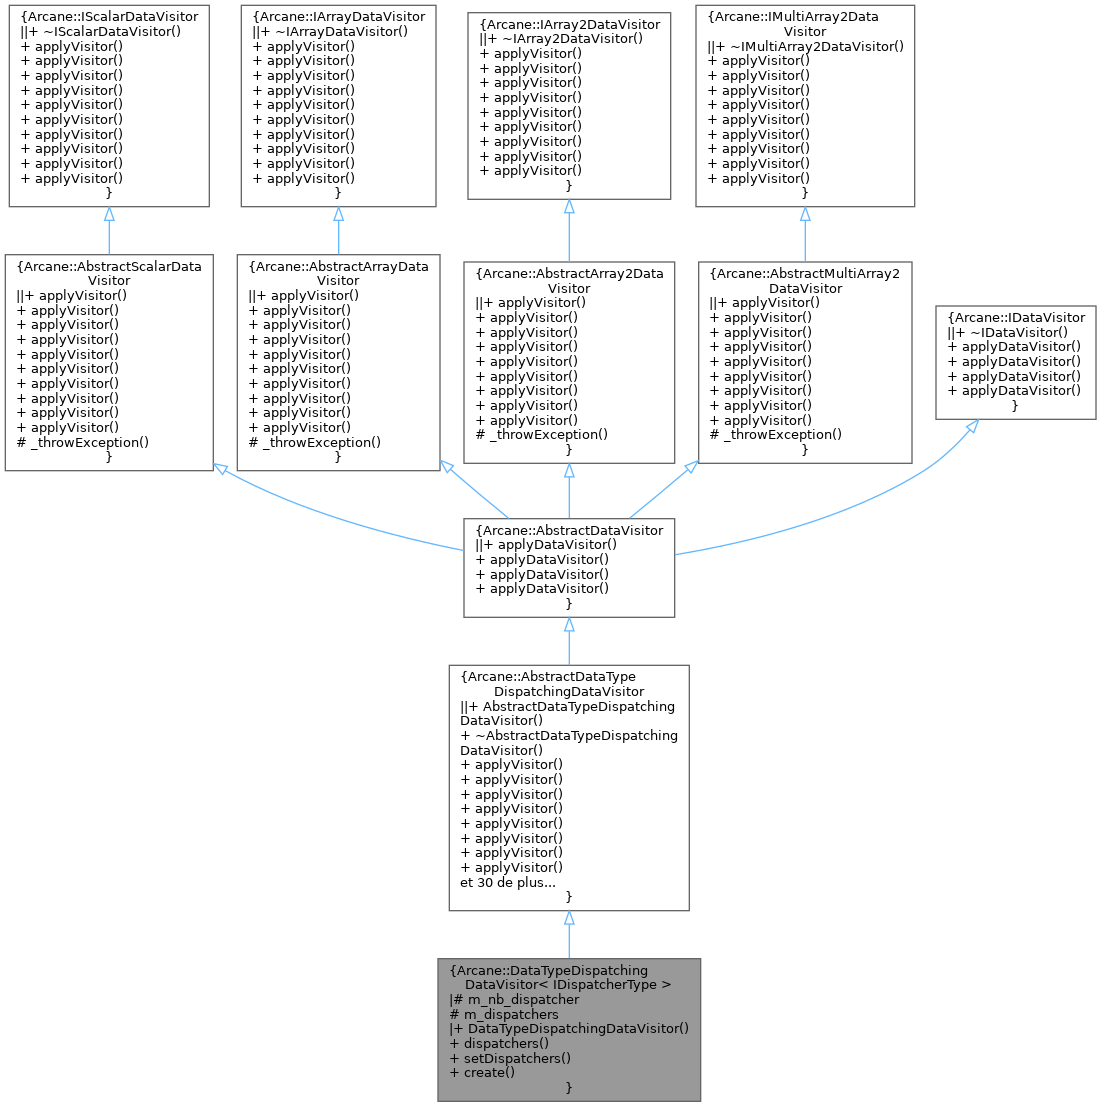 {Arcane::IScalarDataVisitor
||+ ~IScalarDataVisitor()
+ applyVisitor()
+ applyVisitor()
+ applyVisitor()
+ applyVisitor()
+ applyVisitor()
+ applyVisitor()
+ applyVisitor()
+ applyVisitor()
+ applyVisitor()
+ applyVisitor()
}
{Arcane::IArrayDataVisitor
||+ ~IArrayDataVisitor()
+ applyVisitor()
+ applyVisitor()
+ applyVisitor()
+ applyVisitor()
+ applyVisitor()
+ applyVisitor()
+ applyVisitor()
+ applyVisitor()
+ applyVisitor()
+ applyVisitor()
}
{Arcane::IArray2DataVisitor
||+ ~IArray2DataVisitor()
+ applyVisitor()
+ applyVisitor()
+ applyVisitor()
+ applyVisitor()
+ applyVisitor()
+ applyVisitor()
+ applyVisitor()
+ applyVisitor()
+ applyVisitor()
}
{Arcane::IMultiArray2Data
Visitor
||+ ~IMultiArray2DataVisitor()
+ applyVisitor()
+ applyVisitor()
+ applyVisitor()
+ applyVisitor()
+ applyVisitor()
+ applyVisitor()
+ applyVisitor()
+ applyVisitor()
+ applyVisitor()
}
{Arcane::AbstractScalarData
Visitor
||+ applyVisitor()
+ applyVisitor()
+ applyVisitor()
+ applyVisitor()
+ applyVisitor()
+ applyVisitor()
+ applyVisitor()
+ applyVisitor()
+ applyVisitor()
+ applyVisitor()
# _throwException()
}
{Arcane::AbstractArrayData
Visitor
||+ applyVisitor()
+ applyVisitor()
+ applyVisitor()
+ applyVisitor()
+ applyVisitor()
+ applyVisitor()
+ applyVisitor()
+ applyVisitor()
+ applyVisitor()
+ applyVisitor()
# _throwException()
}
{Arcane::AbstractArray2Data
Visitor
||+ applyVisitor()
+ applyVisitor()
+ applyVisitor()
+ applyVisitor()
+ applyVisitor()
+ applyVisitor()
+ applyVisitor()
+ applyVisitor()
+ applyVisitor()
# _throwException()
}
{Arcane::AbstractMultiArray2
DataVisitor
||+ applyVisitor()
+ applyVisitor()
+ applyVisitor()
+ applyVisitor()
+ applyVisitor()
+ applyVisitor()
+ applyVisitor()
+ applyVisitor()
+ applyVisitor()
# _throwException()
}
{Arcane::IDataVisitor
||+ ~IDataVisitor()
+ applyDataVisitor()
+ applyDataVisitor()
+ applyDataVisitor()
+ applyDataVisitor()
}
{Arcane::AbstractDataVisitor
||+ applyDataVisitor()
+ applyDataVisitor()
+ applyDataVisitor()
+ applyDataVisitor()
}
{Arcane::AbstractDataType
DispatchingDataVisitor
||+ AbstractDataTypeDispatching
DataVisitor()
+ ~AbstractDataTypeDispatching
DataVisitor()
+ applyVisitor()
+ applyVisitor()
+ applyVisitor()
+ applyVisitor()
+ applyVisitor()
+ applyVisitor()
+ applyVisitor()
+ applyVisitor()
et 30 de plus...
}
{Arcane::DataTypeDispatching
DataVisitor< IDispatcherType >
|# m_nb_dispatcher
# m_dispatchers
|+ DataTypeDispatchingDataVisitor()
+ dispatchers()
+ setDispatchers()
+ create()
}